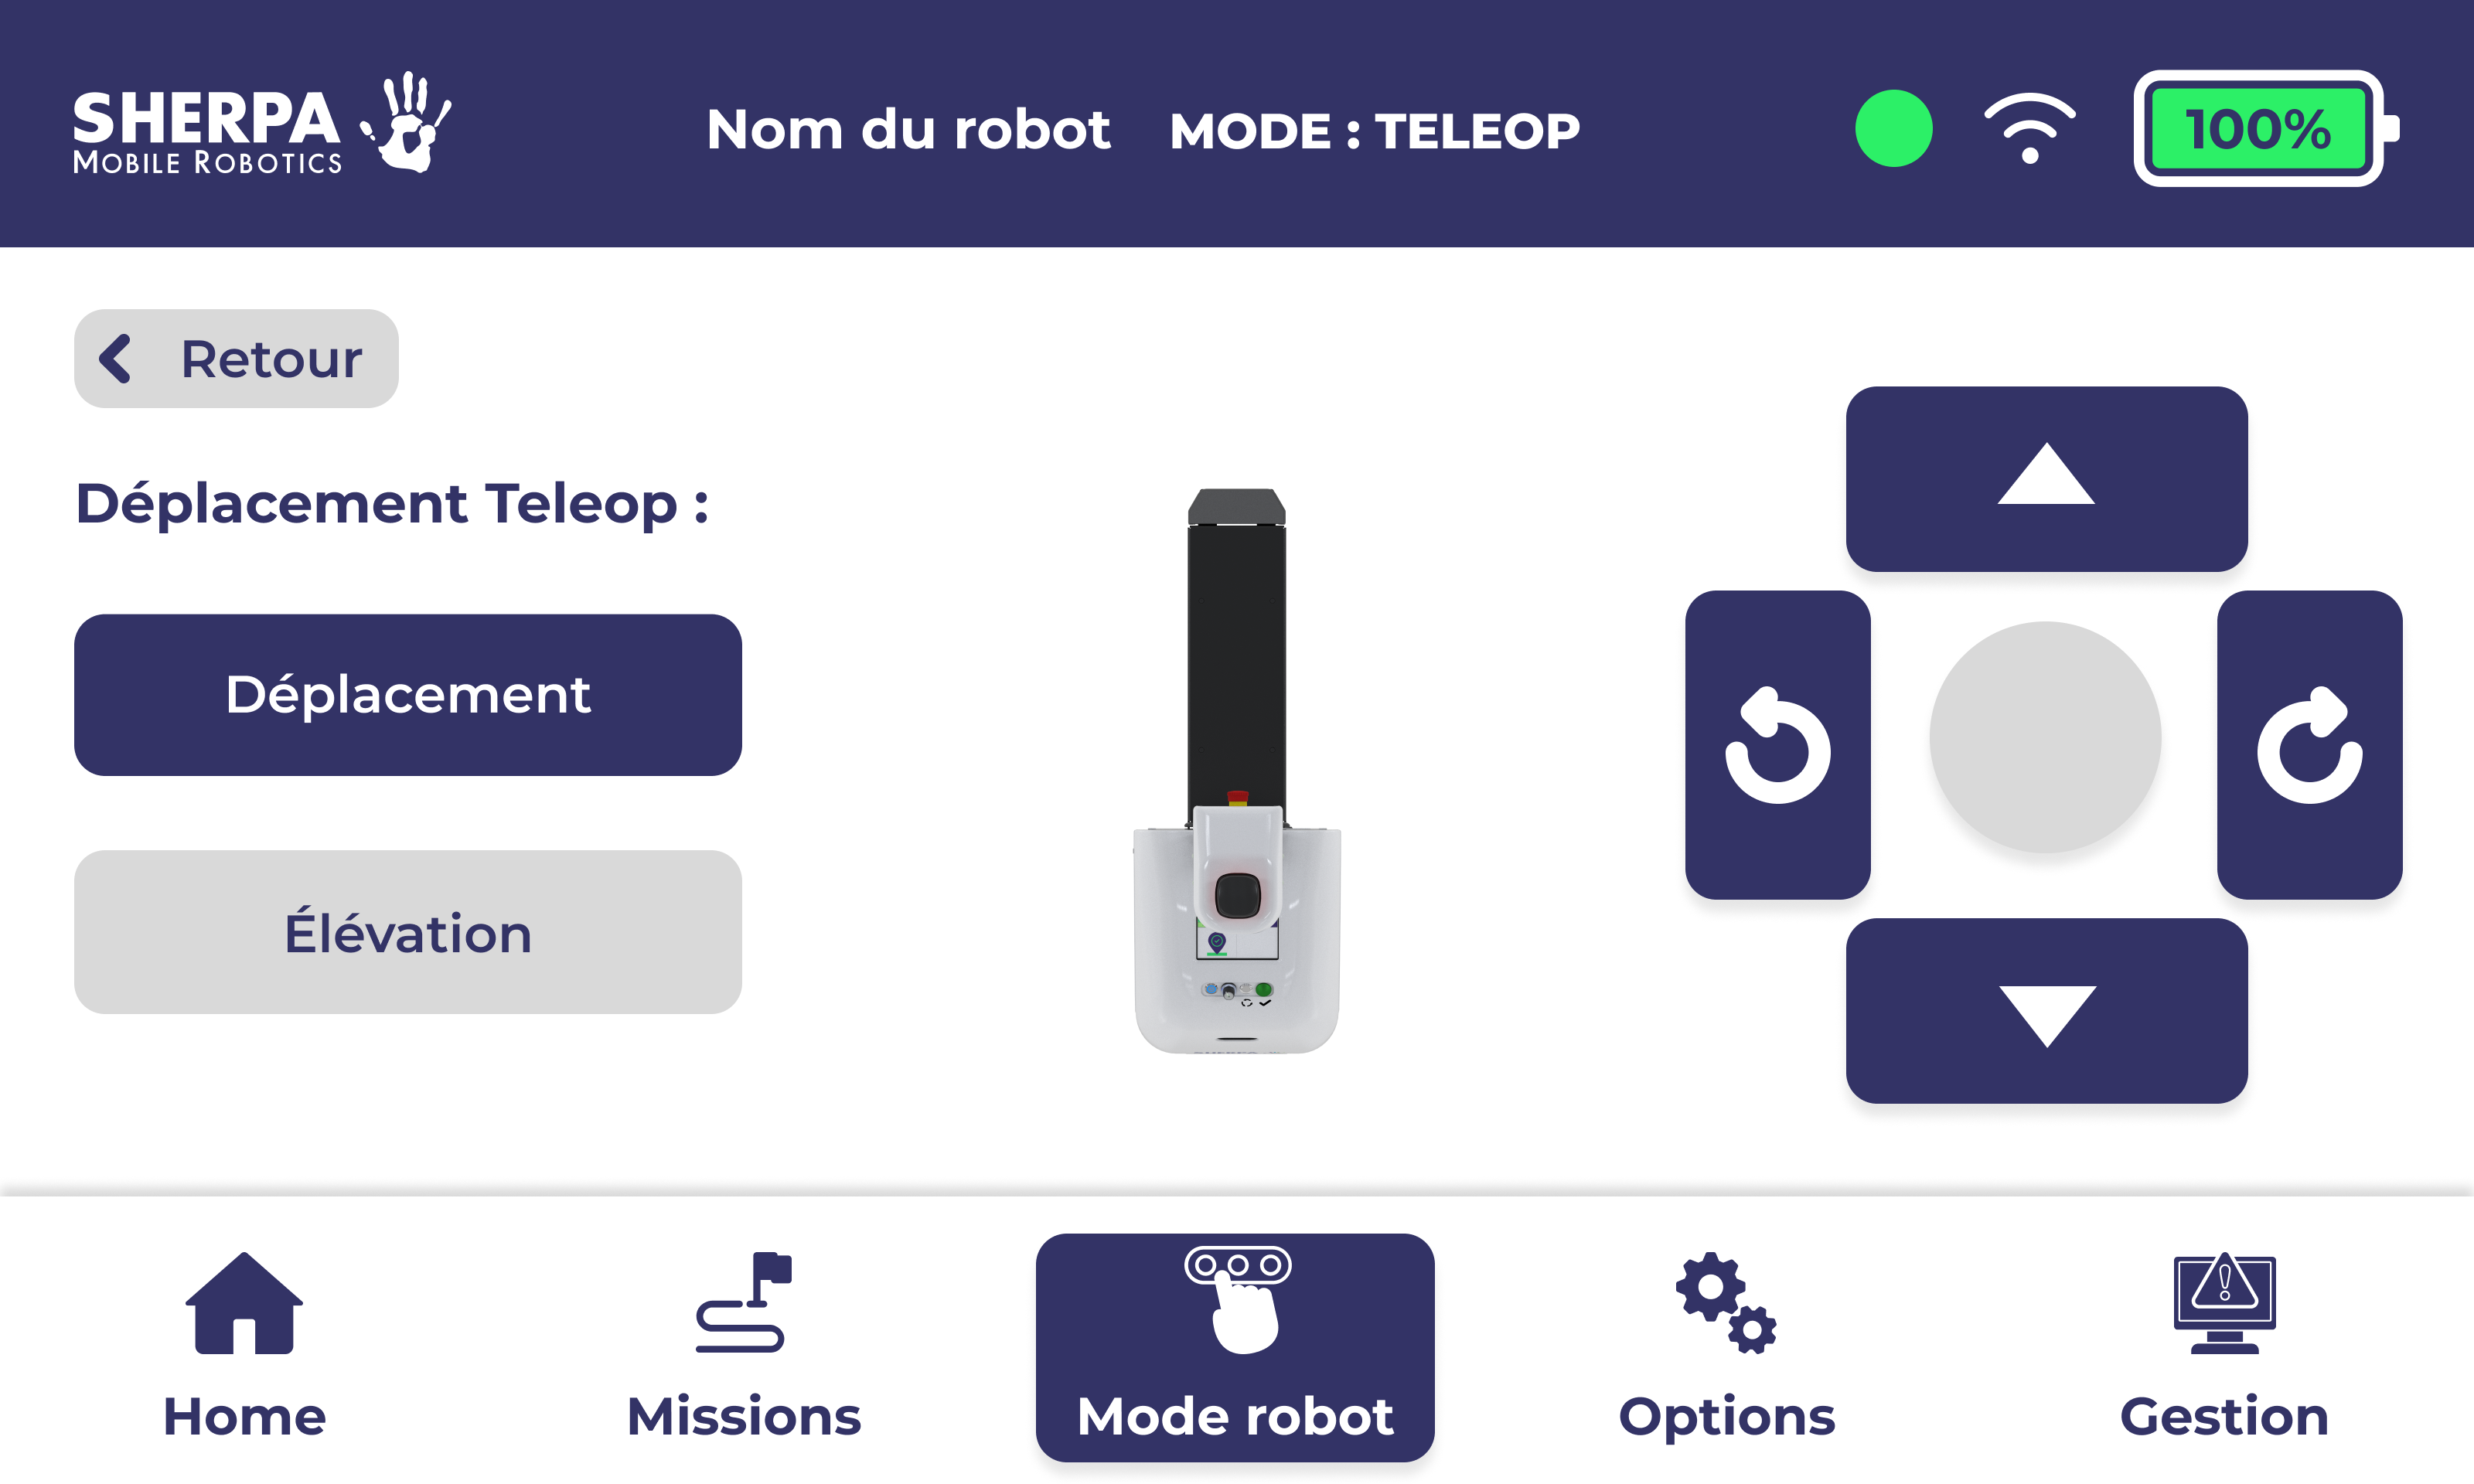 SHERPA
MOBILE ROBOTICS
Nom du robot MODE : TELEOP
100%
Retour
Déplacement Teleop :
Déplacement
Élévation
Home
Missions
Mode robot
Options
Gestion